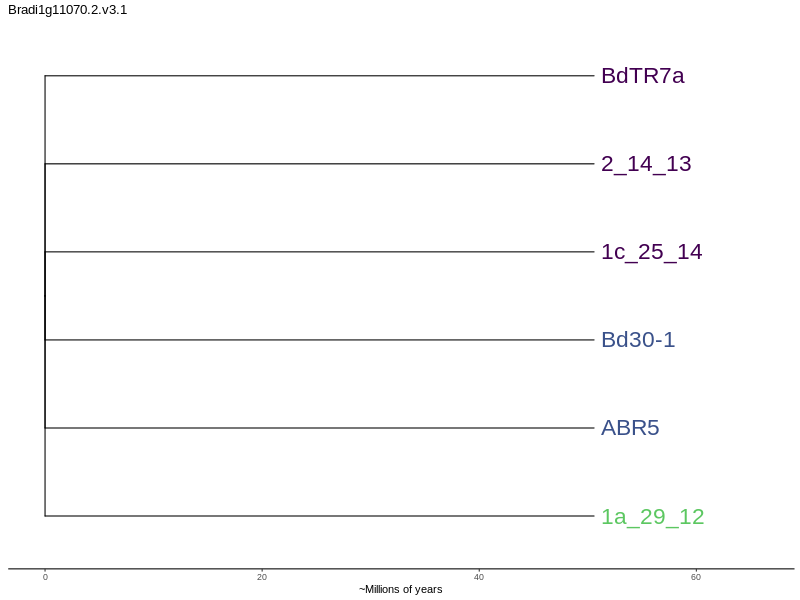 Bradi1g11070.2.v3.1
BdTR7a
2_14_13
1c_25_14
Bd30-1
ABR5
1a_29_12
0 20 40 60
~Millions of years